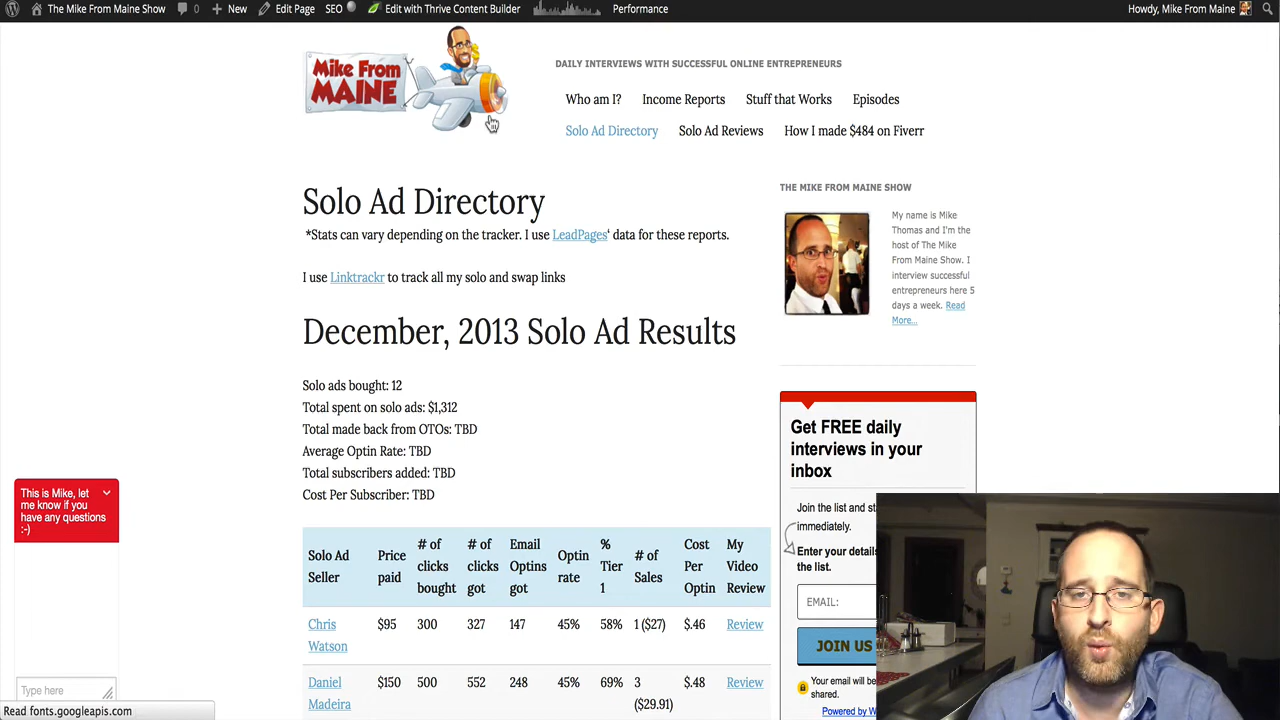 The Mike From Maine Show 0 + New Edit Page SEO Edit with Thrive Content Builder Performance Howdy, Mike From Maine
Mike From
MAINE
DAILY INTERVIEWS WITH SUCCESSFUL ONLINE ENTREPRENEURS
Who am I? Income Reports Stuff that Works Episodes
Solo Ad Directory Solo Ad Reviews How I made $484 on Fiverr
Solo Ad Directory
*Stats can vary depending on the tracker. I use LeadPages‘ data for these reports.
I use Linktrackr to track all my solo and swap links
December, 2013 Solo Ad Results
Solo ads bought: 12
Total spent on solo ads: $1,312
Total made back from OTOs: TBD
Average Optin Rate: TBD
Total subscribers added: TBD
Cost Per Subscriber: TBD
Solo Ad Seller Price paid # of clicks bought # of clicks got Email Optins got Optin rate % Tier 1 # of Sales Cost Per Optin My Video Review
Chris Watson $95 300 327 147 45% 58% 1 ($27) $.46 Review
Daniel Madeira $150 500 552 248 45% 69% 3 ($29.91) $.48 Review
THE MIKE FROM MAINE SHOW
My name is Mike
Thomas and I'm the
host of The Mike
From Maine Show. I
interview successful
entrepreneurs here 5
days a week. Read
More...
Get FREE daily
interviews in your
inbox
Join the list and st
immediately.
Enter your details
the list.
EMAIL:
JOIN US
Your email will be
shared.
Powered by W
This is Mike, let
me know if you
have any questions
:-)
Type here
Read fonts.googleapis.com